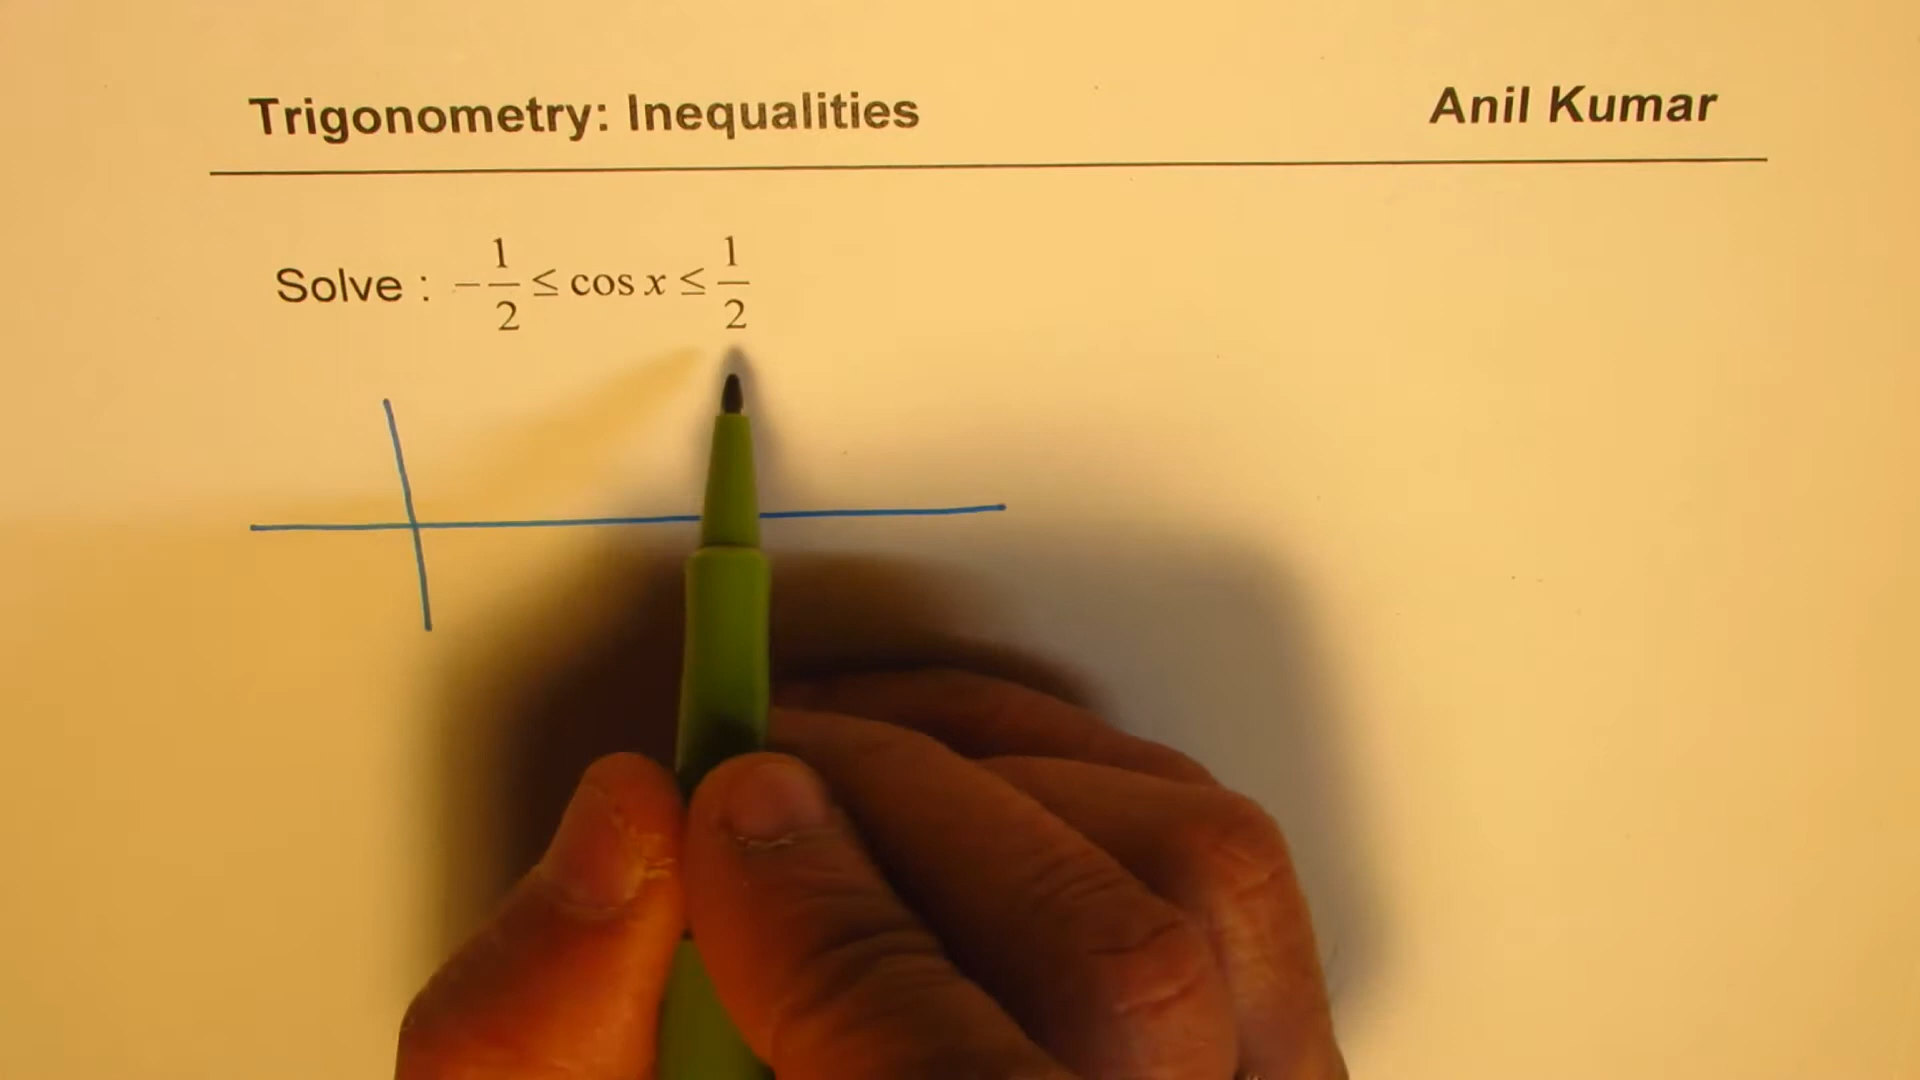 Trigonometry: Inequalities Anil Kumar
Solve : -1/2 ≤ cos x ≤ 1/2